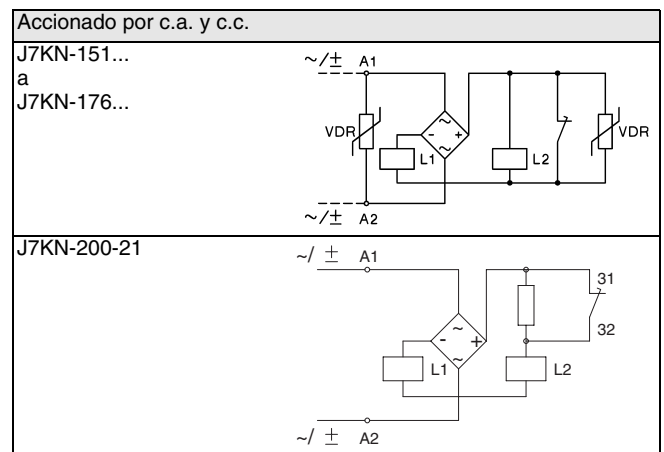 Accionado por c.a. y c.c.
J7KN-151...
a
J7KN-176...
~/± A1
VDR
~
- +
~
L1
L2
VDR
~/± A2
J7KN-200-21
~/ ± A1
31
32
~
- +
~
L1
L2
~/ ± A2